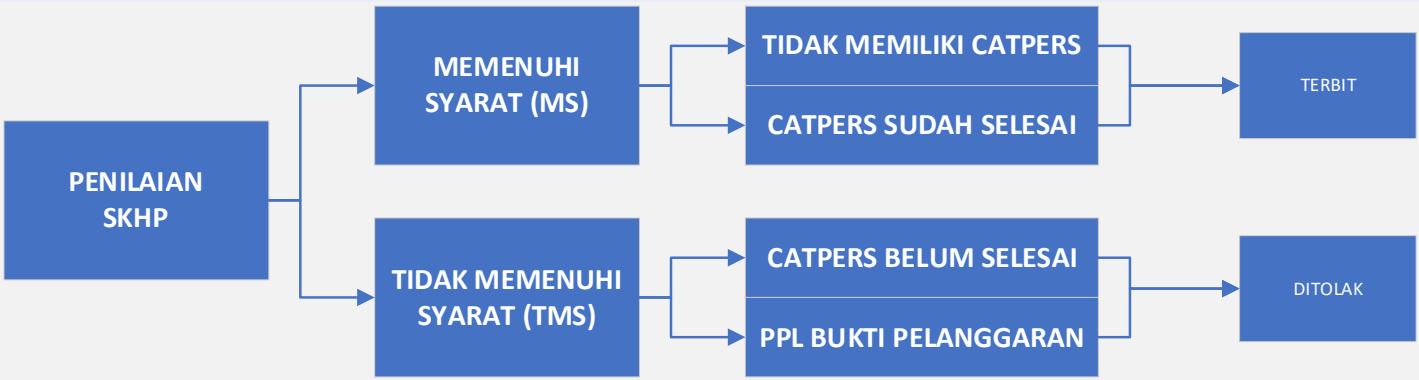 PENILAIAN
SKHP
MEMENUHI
SYARAT (MS)
TIDAK MEMILIKI CATPERS
CATPERS SUDAH SELESAI
TERBIT
TIDAK MEMENUHI
SYARAT (TMS)
CATPERS BELUM SELESAI
PPL BUKTI PELANGGARAN
DITOLAK